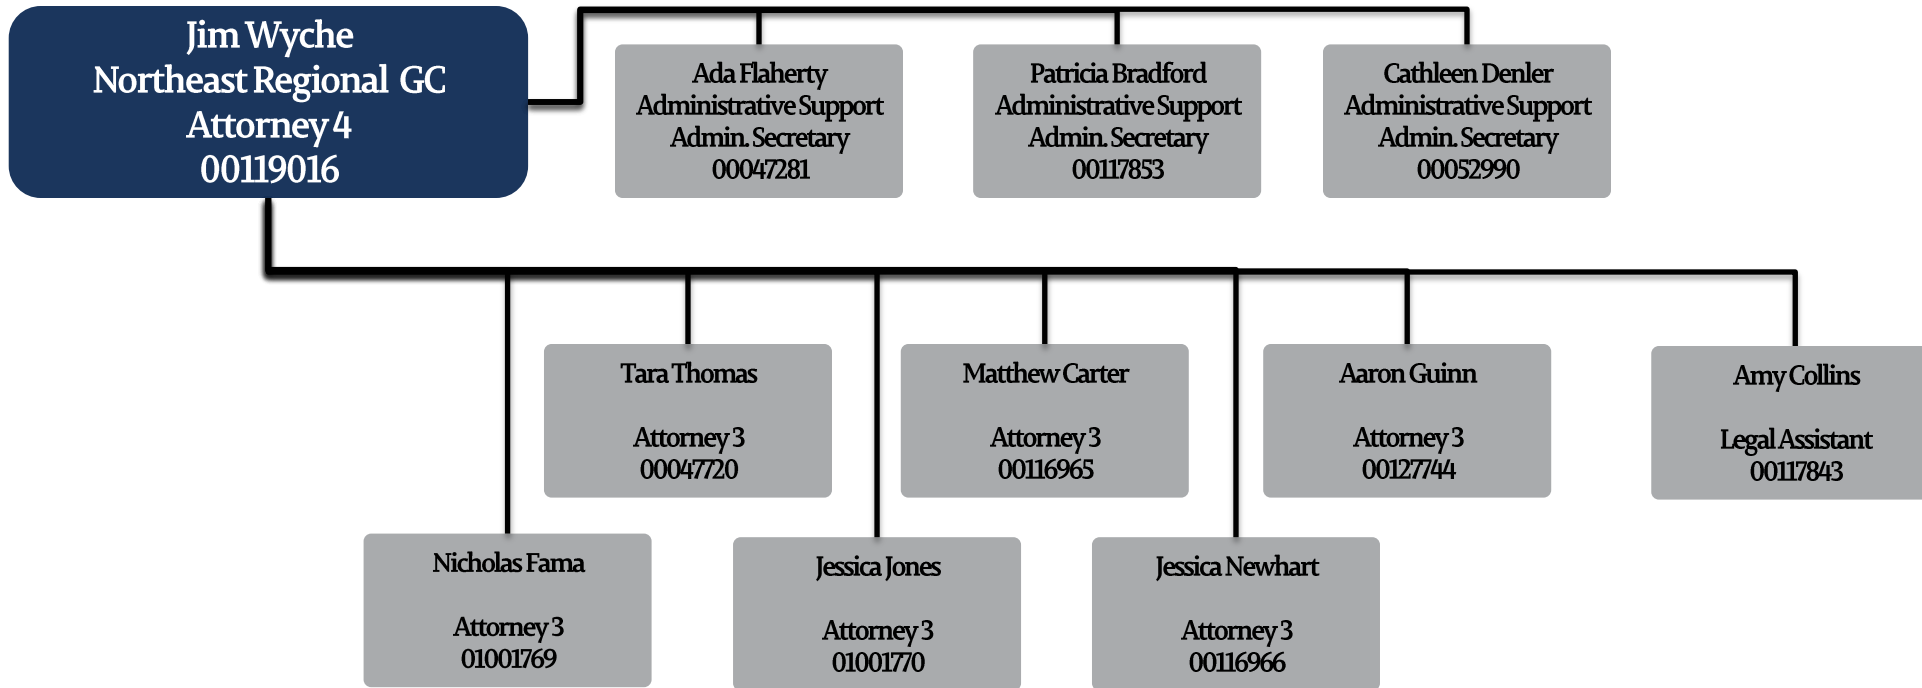 Jim Wyche
Northeast Regional GC
Attorney 4
00119016
Ada Flaherty
Administrative Support
Admin. Secretary
00047281
Patricia Bradford
Administrative Support
Admin. Secretary
00117853
Cathleen Denler
Administrative Support
Admin. Secretary
00052990
Tara Thomas
Attorney 3
00047720
Matthew Carter
Attorney 3
00116965
Aaron Guinn
Attorney 3
00127744
Amy Collins
Legal Assistant
00117843
Nicholas Fama
Attorney 3
01001769
Jessica Jones
Attorney 3
01001770
Jessica Newhart
Attorney 3
00116966